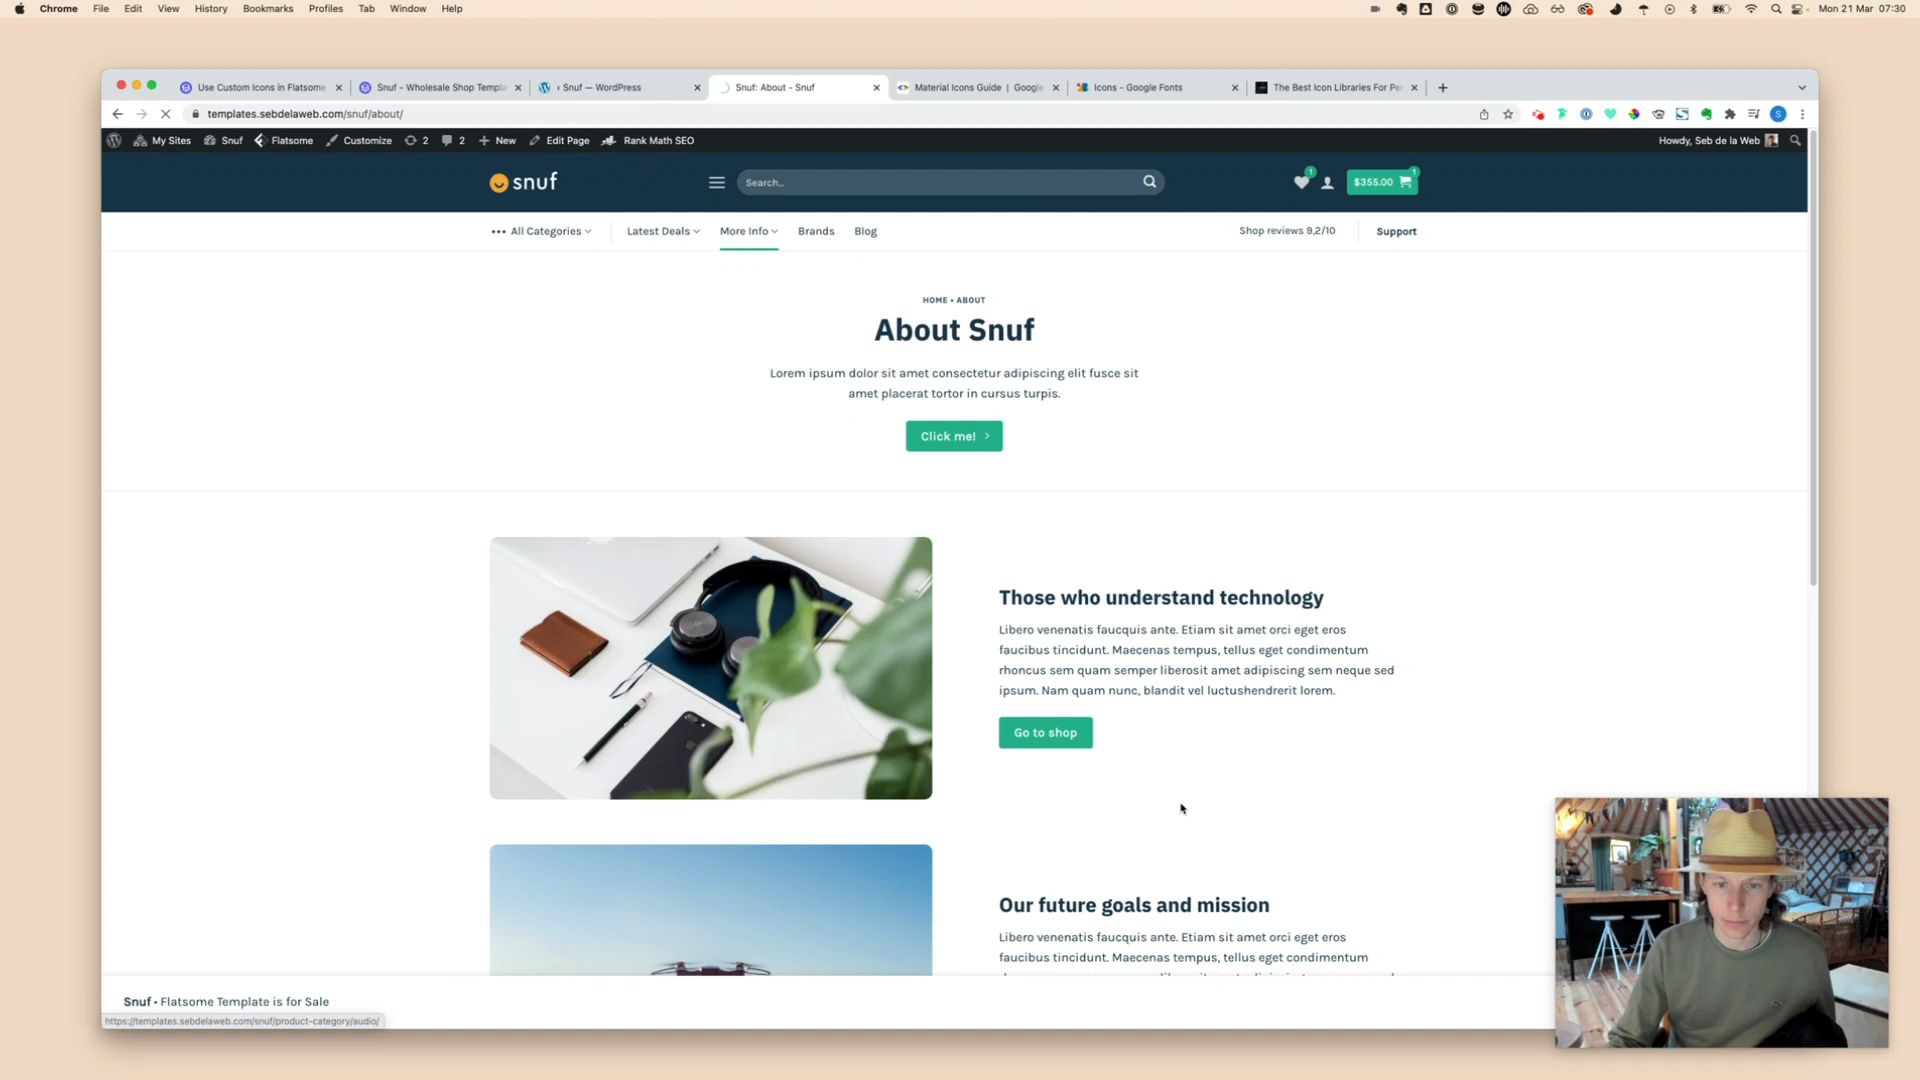 Chrome File Edit View History Bookmarks Profiles Tab Window Help Mon 21 Mar 07:30
Use Custom Icons in Flatsome Snuf - Wholesale Shop Templa ‹ Snuf — WordPress Snuf: About - Snuf Material Icons Guide | Google Icons - Google Fonts The Best Icon Libraries For Pe
templates.sebdelaweb.com/snuf/about/
My Sites Snuf Flatsome Customize 2 2 New Edit Page Rank Math SEO Howdy, Seb de la Web
snuf Search... 1 $355.00 1
All Categories Latest Deals More Info Brands Blog Shop reviews 9,2/10 Support
HOME • ABOUT
About Snuf
Lorem ipsum dolor sit amet consectetur adipiscing elit fusce sit
amet placerat tortor in cursus turpis.
Click me!
Those who understand technology
Libero venenatis faucquis ante. Etiam sit amet orci eget eros
faucibus tincidunt. Maecenas tempus, tellus eget condimentum
rhoncus sem quam semper liberosit amet adipiscing sem neque sed
ipsum. Nam quam nunc, blandit vel luctushendrerit lorem.
Go to shop
Our future goals and mission
Libero venenatis faucquis ante. Etiam sit amet orci eget eros
faucibus tincidunt. Maecenas tempus, tellus eget condimentum
Snuf • Flatsome Template is for Sale
https://templates.sebdelaweb.com/snuf/product-category/audio/